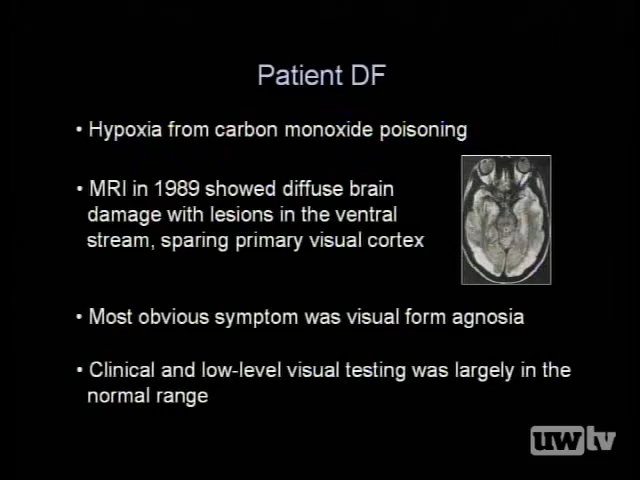 Patient DF
• Hypoxia from carbon monoxide poisoning
• MRI in 1989 showed diffuse brain
damage with lesions in the ventral
stream, sparing primary visual cortex
• Most obvious symptom was visual form agnosia
• Clinical and low-level visual testing was largely in the
normal range
uwtv